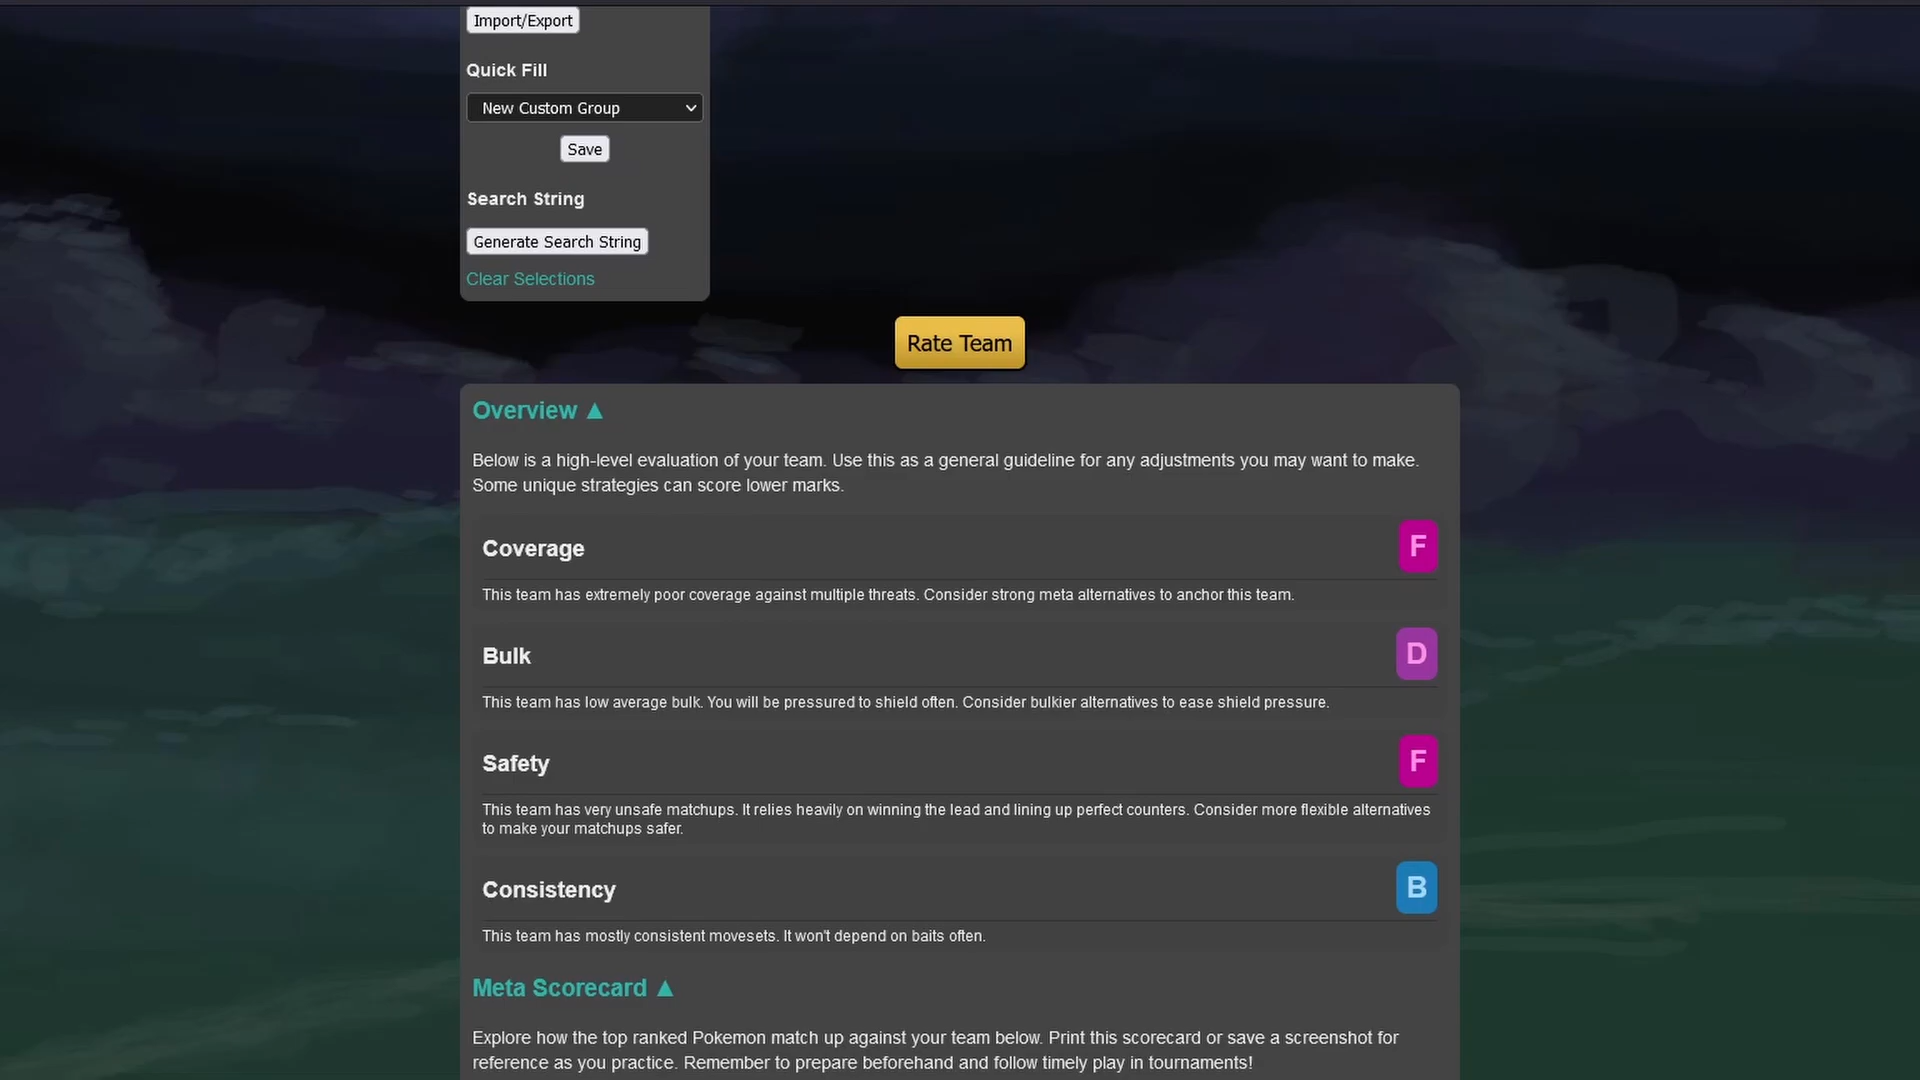 Import/Export
Quick Fill
New Custom Group
Save
Search String
Generate Search String
Clear Selections
Rate Team
Overview ▲
Below is a high-level evaluation of your team. Use this as a general guideline for any adjustments you may want to make.
Some unique strategies can score lower marks.
Coverage
F
This team has extremely poor coverage against multiple threats. Consider strong meta alternatives to anchor this team.
Bulk
D
This team has low average bulk. You will be pressured to shield often. Consider bulkier alternatives to ease shield pressure.
Safety
F
This team has very unsafe matchups. It relies heavily on winning the lead and lining up perfect counters. Consider more flexible alternatives
to make your matchups safer.
Consistency
B
This team has mostly consistent movesets. It won't depend on baits often.
Meta Scorecard ▲
Explore how the top ranked Pokemon match up against your team below. Print this scorecard or save a screenshot for
reference as you practice. Remember to prepare beforehand and follow timely play in tournaments!